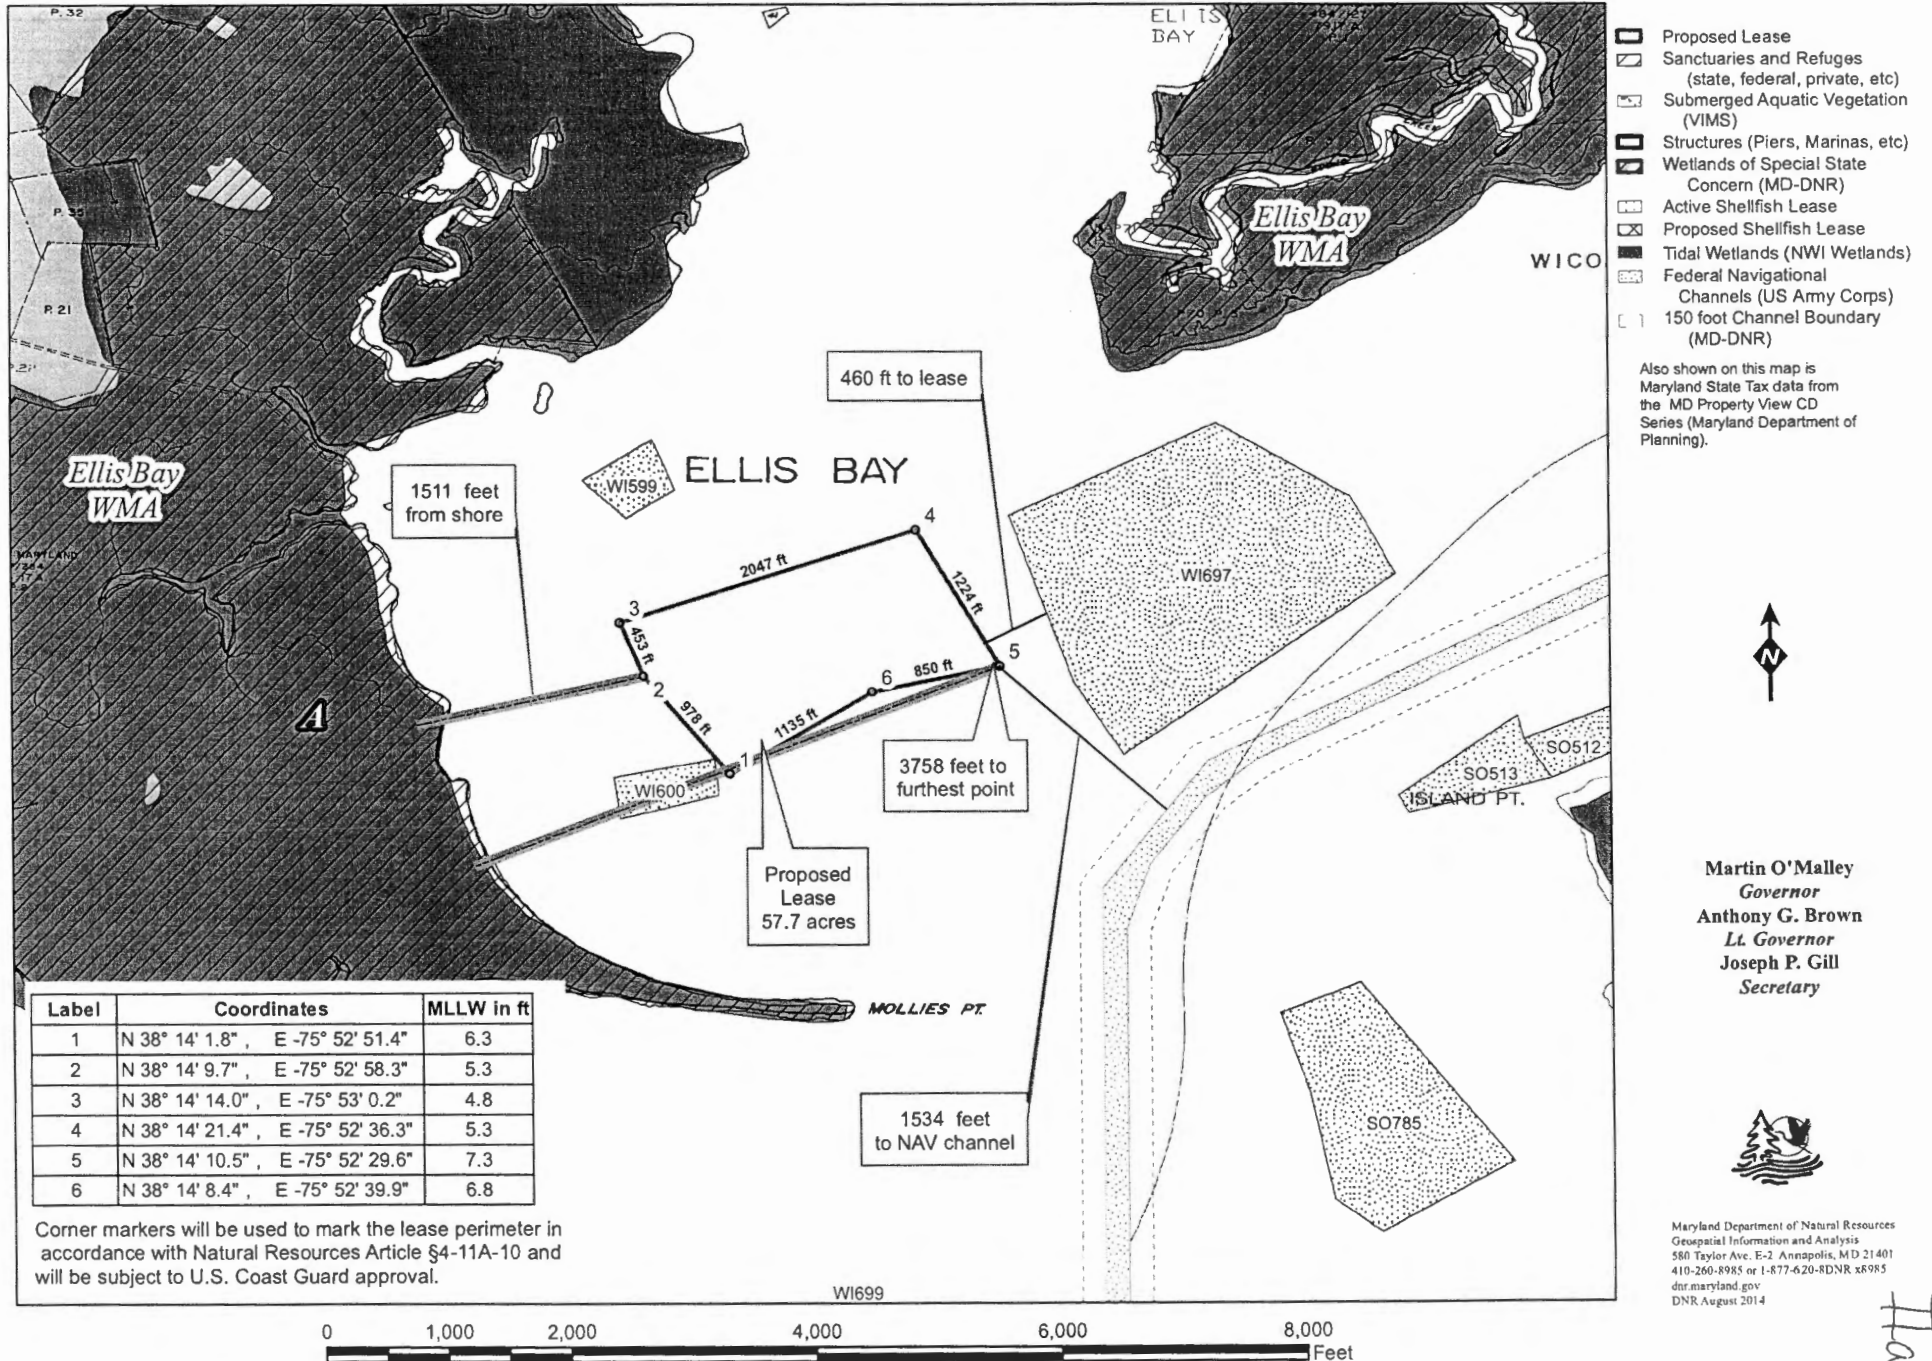 P. 32
ELLIS
BAY
P. 35
P. 21
Ellis Bay
WMA
WICO
460 ft to lease
Ellis Bay
WMA
1511 feet
from shore
WI599
ELLIS BAY
MARYLAND
4
2047 ft
1224 ft
WI697
3
453 ft
2
978 ft
850 ft
5
6
1135 ft
1
A
WI600
3758 feet to
furthest point
SO512
SO513
ISLAND PT.
Proposed
Lease
57.7 acres
MOLLIES PT.
1534 feet
to NAV channel
SO785
WI699
Label Coordinates MLLW in ft
1 N 38° 14' 1.8" , E -75° 52' 51.4" 6.3
2 N 38° 14' 9.7" , E -75° 52' 58.3" 5.3
3 N 38° 14' 14.0" , E -75° 53' 0.2" 4.8
4 N 38° 14' 21.4" , E -75° 52' 36.3" 5.3
5 N 38° 14' 10.5" , E -75° 52' 29.6" 7.3
6 N 38° 14' 8.4" , E -75° 52' 39.9" 6.8
Corner markers will be used to mark the lease perimeter in
accordance with Natural Resources Article §4-11A-10 and
will be subject to U.S. Coast Guard approval.
0 1,000 2,000 4,000 6,000 8,000
Feet
Proposed Lease
Sanctuaries and Refuges
(state, federal, private, etc)
Submerged Aquatic Vegetation
(VIMS)
Structures (Piers, Marinas, etc)
Wetlands of Special State
Concern (MD-DNR)
Active Shellfish Lease
Proposed Shellfish Lease
Tidal Wetlands (NWI Wetlands)
Federal Navigational
Channels (US Army Corps)
150 foot Channel Boundary
(MD-DNR)
Also shown on this map is
Maryland State Tax data from
the MD Property View CD
Series (Maryland Department of
Planning).
N
Martin O'Malley
Governor
Anthony G. Brown
Lt. Governor
Joseph P. Gill
Secretary
Maryland Department of Natural Resources
Geospatial Information and Analysis
580 Taylor Ave. E-2 Annapolis, MD 21401
410-260-8985 or 1-877-620-8DNR x8985
dnr.maryland.gov
DNR August 2014